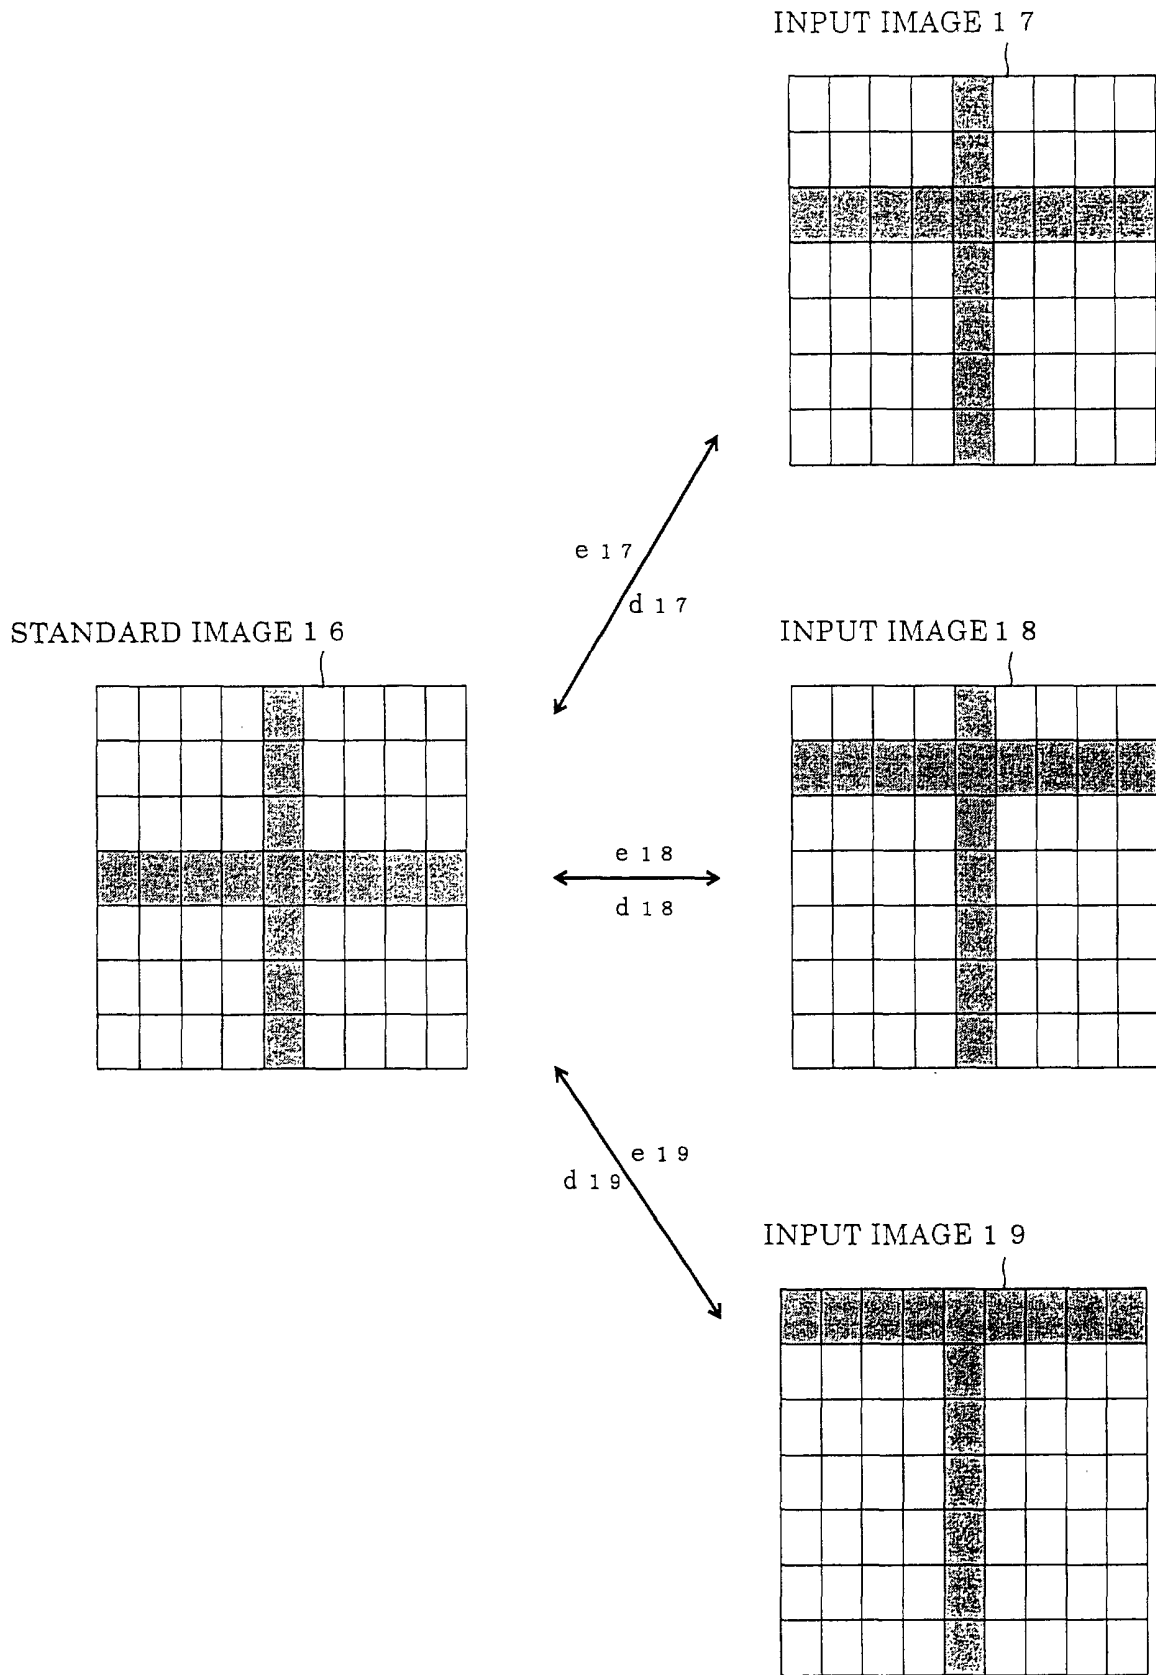 INPUT IMAGE 1 7
e 1 7
d 1 7
STANDARD IMAGE 1 6
INPUT IMAGE 1 8
e 1 8
d 1 8
e 1 9
d 1 9
INPUT IMAGE 1 9